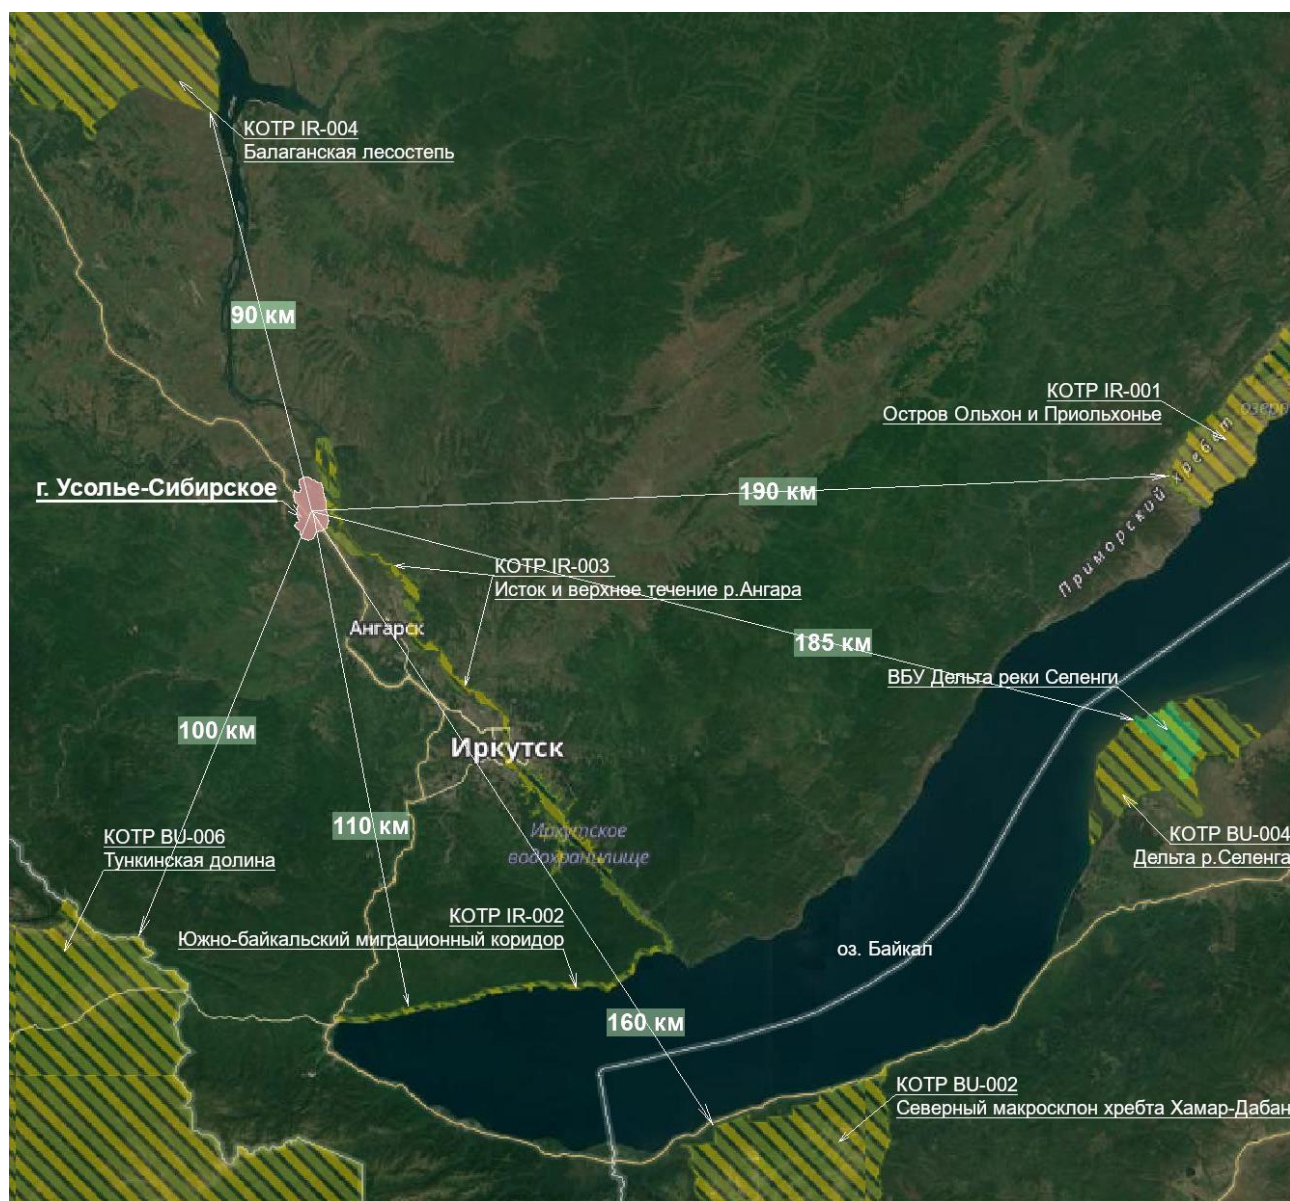 КОТР IR-004
Балаганская лесостепь
90 км
КОТР IR-001
Остров Ольхон и Приольхонье
озеро
Приморский хребет
г. Усолье-Сибирское
190 км
КОТР IR-003
Исток и верхнее течение р.Ангара
Ангарск
185 км
ВБУ Дельта реки Селенги
100 км
Иркутск
110 км
Иркутское
водохранилище
КОТР BU-006
Тункинская долина
КОТР BU-004
Дельта р.Селенга
КОТР IR-002
Южно-байкальский миграционный коридор
оз. Байкал
160 км
КОТР BU-002
Северный макросклон хребта Хамар-Дабан